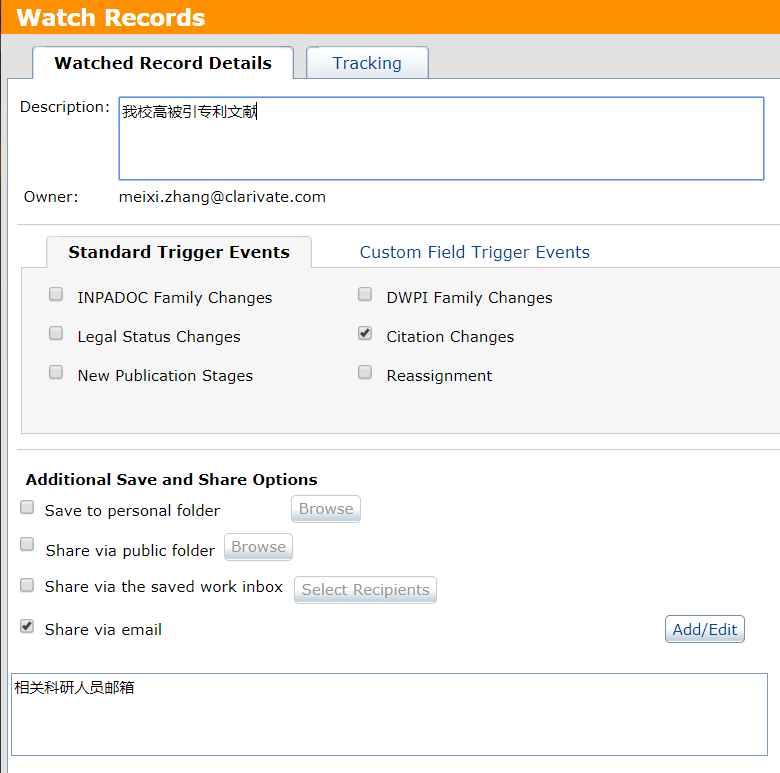 Watch Records
Watched Record Details Tracking
Description: 我校高被引专利文献
Owner: meixi.zhang@clarivate.com
Standard Trigger Events Custom Field Trigger Events
INPADOC Family Changes DWPI Family Changes
Legal Status Changes Citation Changes
New Publication Stages Reassignment
Additional Save and Share Options
Save to personal folder Browse
Share via public folder Browse
Share via the saved work inbox Select Recipients
Share via email Add/Edit
相关科研人员邮箱